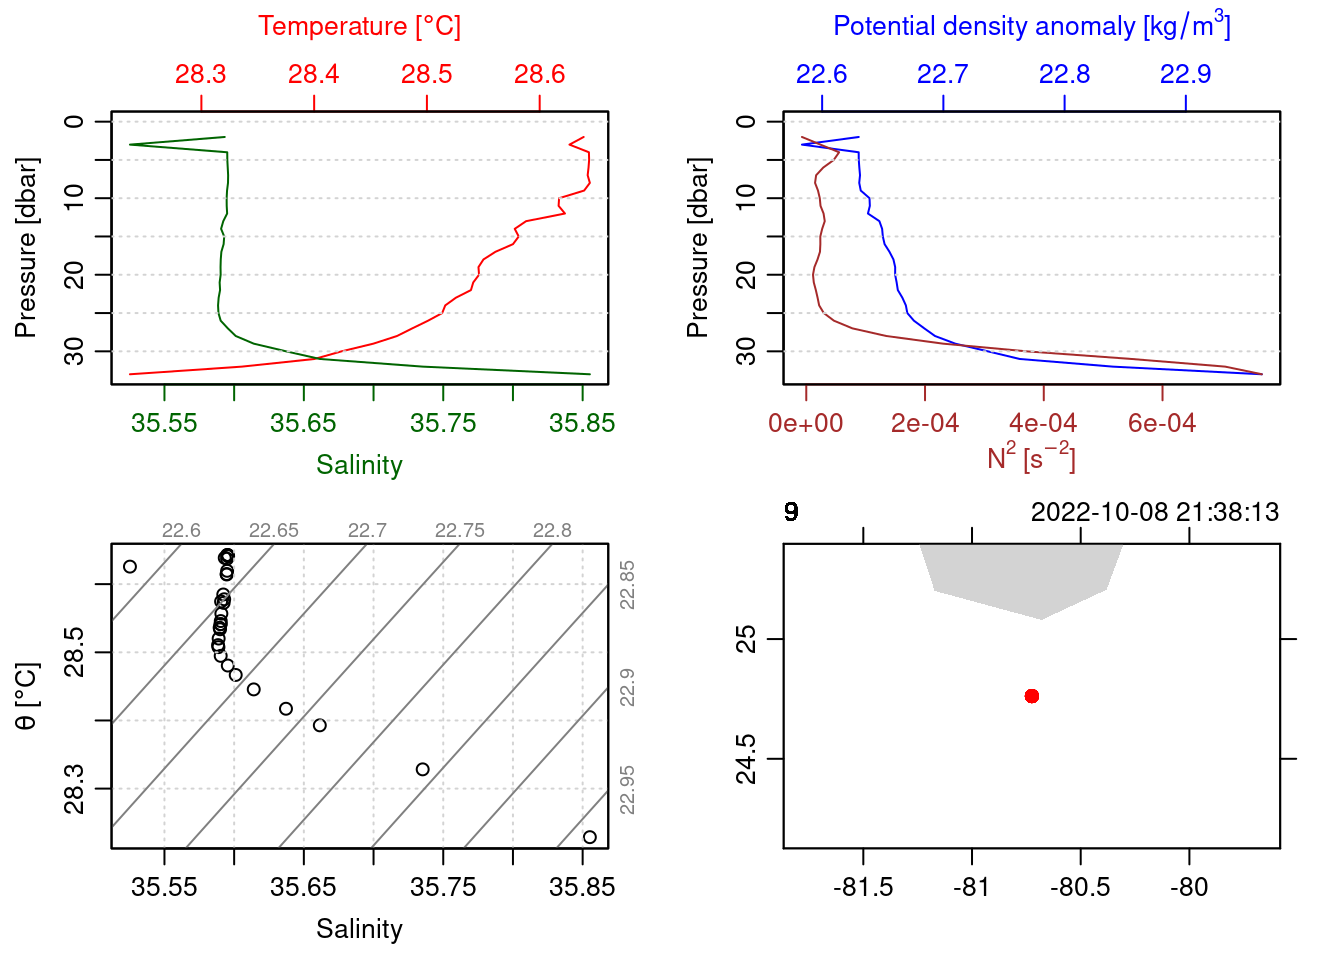 Temperature [°C]
28.3 28.4 28.5 28.6
Pressure [dbar]
0 10 20 30
35.55 35.65 35.75 35.85
Salinity
Potential density anomaly [kg/m³]
22.6 22.7 22.8 22.9
Pressure [dbar]
0 10 20 30
0e+00 2e-04 4e-04 6e-04
N² [s⁻²]
22.6 22.65 22.7 22.75 22.8
22.85
22.9
22.95
θ [°C]
28.5
28.3
35.55 35.65 35.75 35.85
Salinity
9 2022-10-08 21:38:13
25
24.5
-81.5 -81 -80.5 -80